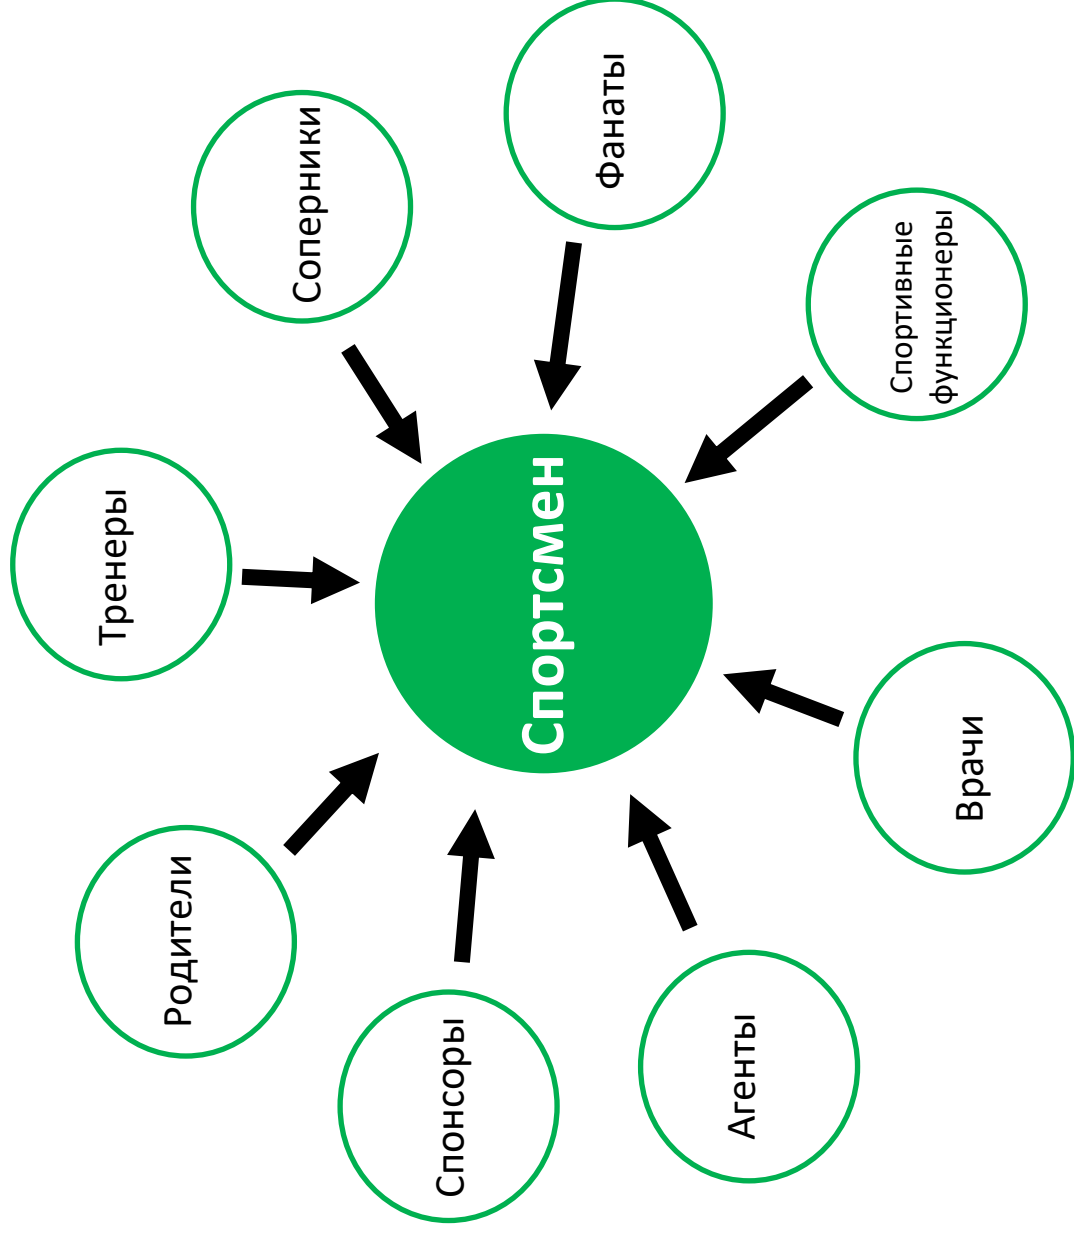 Тренеры
Соперники
Родители
Фанаты
Спортсмен
Спонсоры
Спортивные
функционеры
Агенты
Врачи